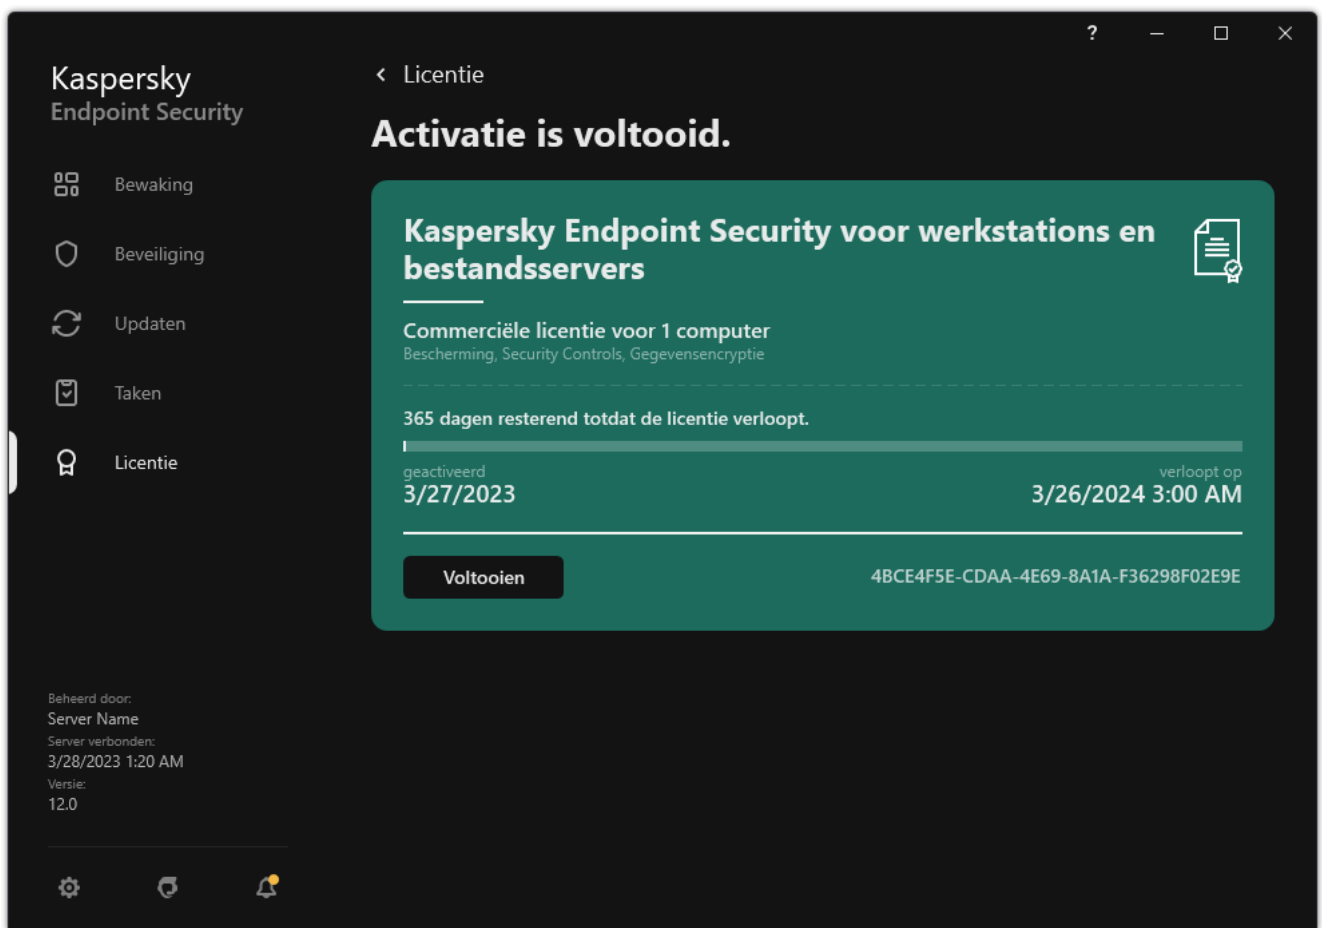 ?
Kaspersky
Endpoint Security
Bewaking
Beveiliging
Updaten
Taken
Licentie
Beheerd door:
Server Name
Server verbonden:
3/28/2023 1:20 AM
Versie:
12.0
Licentie
Activatie is voltooid.
Kaspersky Endpoint Security voor werkstations en
bestandsservers
Commerciële licentie voor 1 computer
Bescherming, Security Controls, Gegevensencryptie
365 dagen resterend totdat de licentie verloopt.
geactiveerd
verloopt op
3/27/2023
3/26/2024 3:00 AM
Voltooien
4BCE4F5E-CDAA-4E69-8A1A-F36298F02E9E